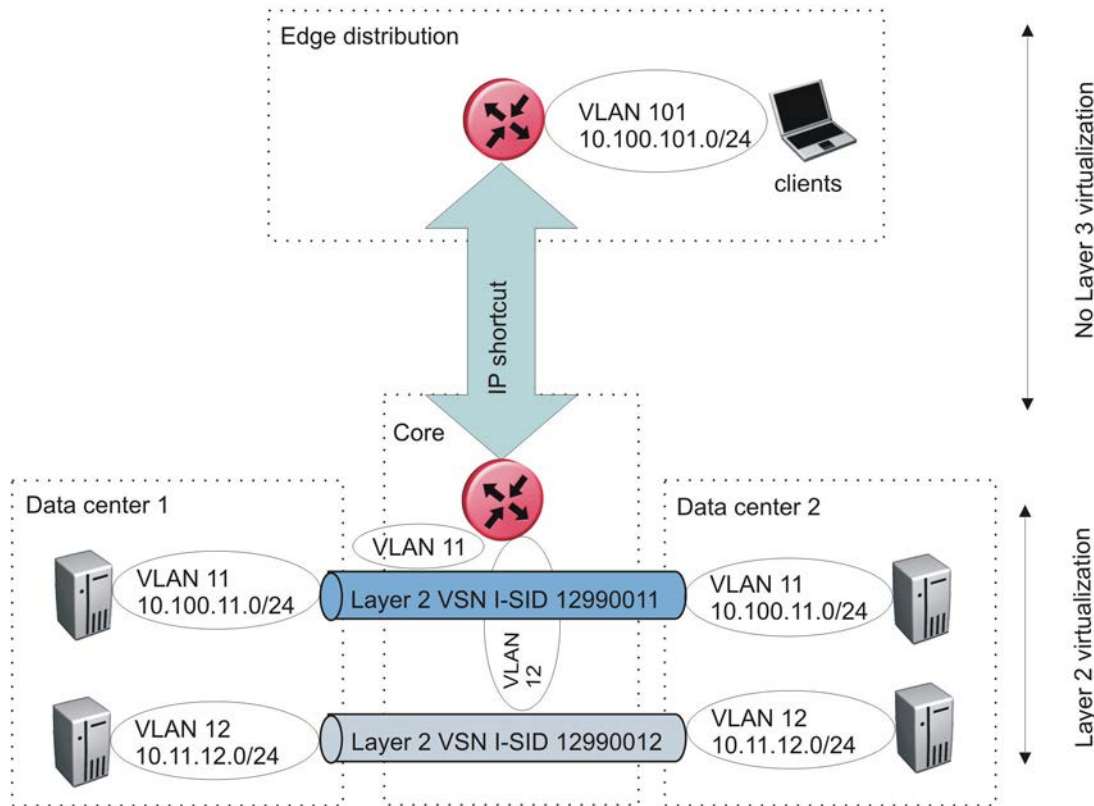 Edge distribution
VLAN 101
10.100.101.0/24
clients
No Layer 3 virtualization
IP shortcut
Core
Data center 1
Data center 2
VLAN 11
VLAN 11
10.100.11.0/24
Layer 2 VSN I-SID 12990011
VLAN 11
10.100.11.0/24
VLAN
12
VLAN 12
10.11.12.0/24
Layer 2 VSN I-SID 12990012
VLAN 12
10.11.12.0/24
Layer 2 virtualization